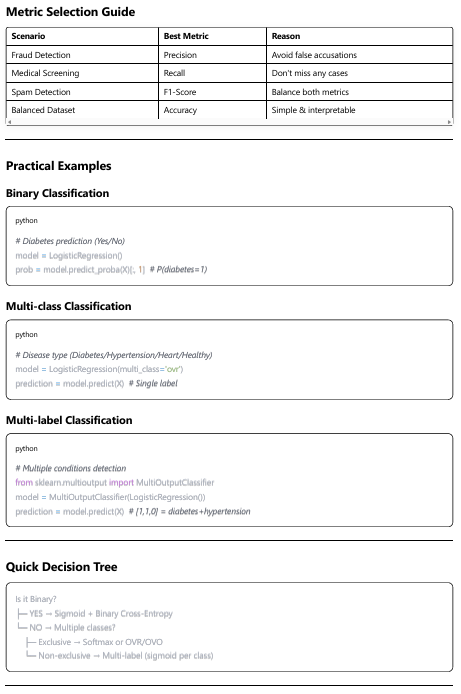 Metric Selection Guide
Scenario Best Metric Reason
Fraud Detection Precision Avoid false accusations
Medical Screening Recall Don't miss any cases
Spam Detection F1-Score Balance both metrics
Balanced Dataset Accuracy Simple & interpretable
Practical Examples
Binary Classification
python
# Diabetes prediction (Yes/No)
model = LogisticRegression()
prob = model.predict_proba(X)[:, 1]  # P(diabetes=1)
Multi-class Classification
python
# Disease type (Diabetes/Hypertension/Heart/Healthy)
model = LogisticRegression(multi_class='ovr')
prediction = model.predict(X)  # Single label
Multi-label Classification
python
# Multiple conditions detection
from sklearn.multioutput import MultiOutputClassifier
model = MultiOutputClassifier(LogisticRegression())
prediction = model.predict(X)  # [1,1,0] = diabetes+hypertension
Quick Decision Tree
Is it Binary?
├─ YES → Sigmoid + Binary Cross-Entropy
└─ NO → Multiple classes?
├─ Exclusive → Softmax or OVR/OVO
└─ Non-exclusive → Multi-label (sigmoid per class)